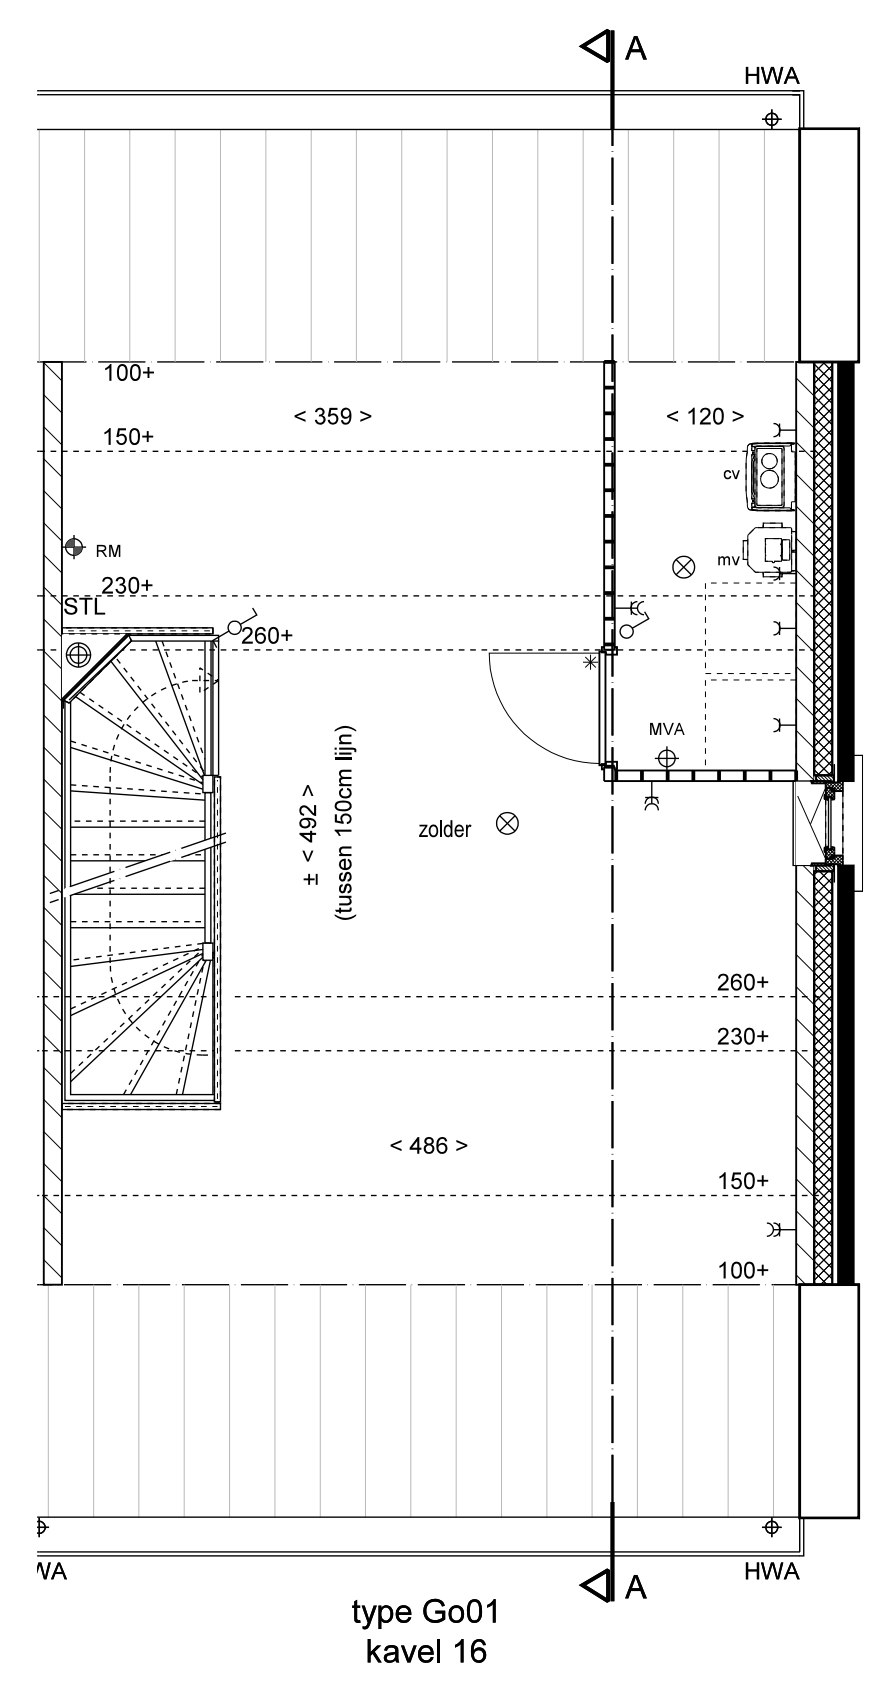 A
HWA
100+
< 359 >
< 120 >
150+
cv
RM
mv
230+
STL
260+
MVA
± < 492 >
(tussen 150cm lijn)
zolder
260+
230+
< 486 >
150+
100+
WA
HWA
A
type Go01
kavel 16